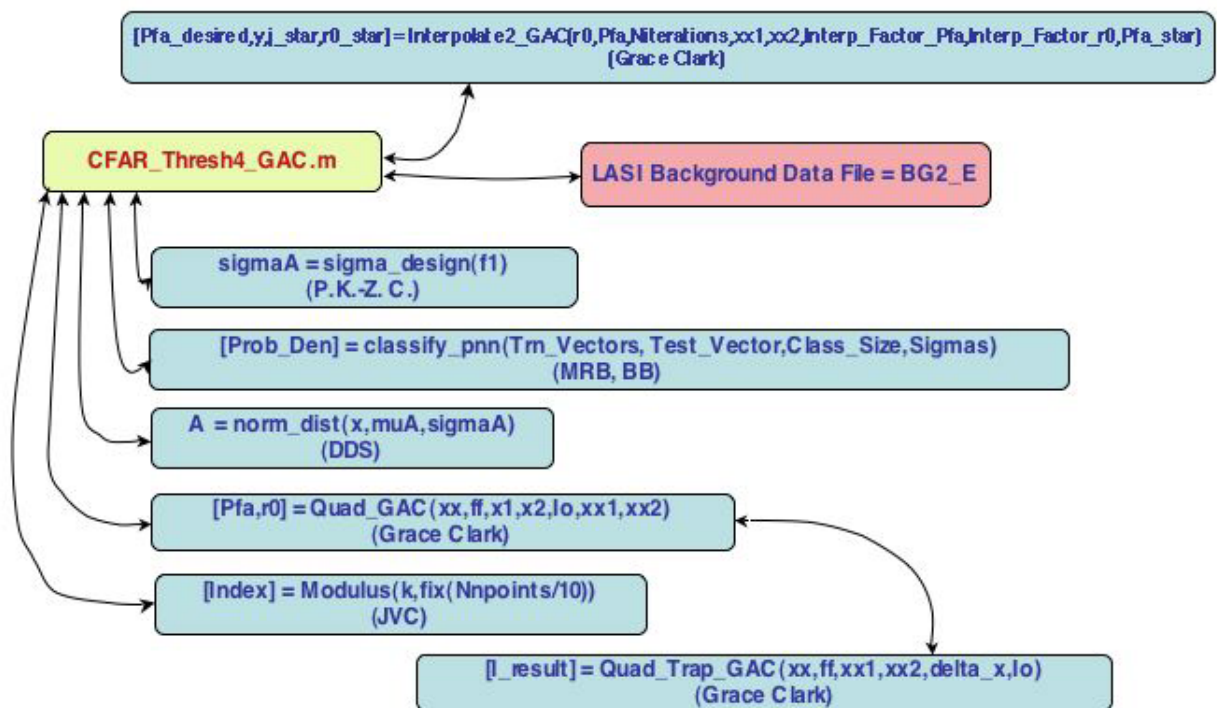 [Pfa_desired,y,j_star,r0_star]=Interpolate2_GAC(r0,Pfa,Niterations,xx1,xx2,Interp_Factor_Pfa,Interp_Factor_r0,Pfa_star)
(Grace Clark)
CFAR_Thresh4_GAC.m
LASI Background Data File = BG2_E
sigmaA = sigma_design(f1)
(P.K.-Z. C.)
[Prob_Den] = classify_pnn(Trn_Vectors, Test_Vector,Class_Size,Sigmas)
(MRB, BB)
A = norm_dist(x,muA,sigmaA)
(DDS)
[Pfa,r0] = Quad_GAC(xx,ff,x1,x2,Io,xx1,xx2)
(Grace Clark)
[Index] = Modulus(k,fix(Nnpoints/10))
(JVC)
[I_result]= Quad_Trap_GAC(xx,ff,xx1,xx2,delta_x,Io)
(Grace Clark)